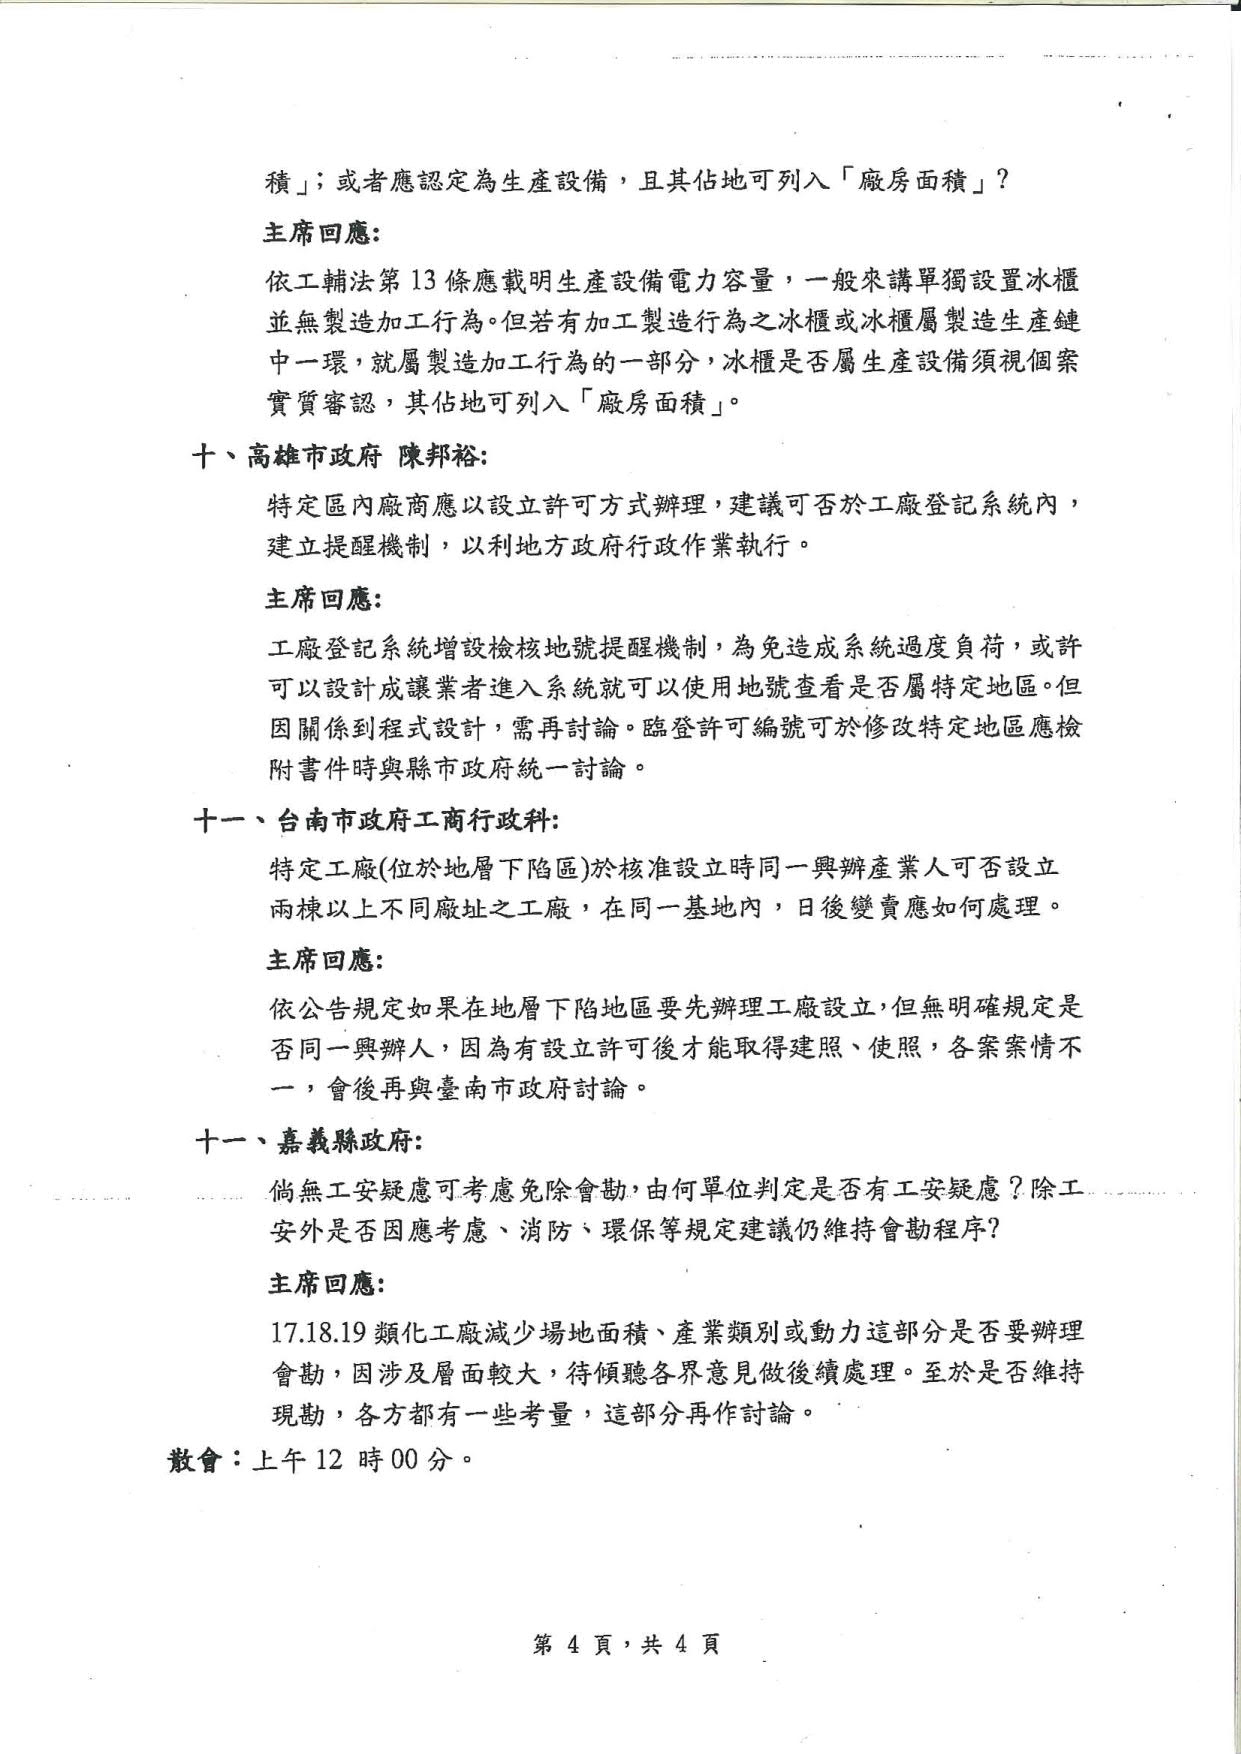 積」；或者應認定為生產設備，且其佔地可列入「廠房面積」？
主席回應:
依工輔法第 13 條應載明生產設備電力容量，一般來講單獨設置冰櫃
並無製造加工行為。但若有加工製造行為之冰櫃或冰櫃屬製造生產鏈
中一環，就屬製造加工行為的一部分，冰櫃是否屬生產設備須視個案
實質審認，其佔地可列入「廠房面積」。
十、高雄市政府 陳邦裕:
特定區內廠商應以設立許可方式辦理，建議可否於工廠登記系統內，
建立提醒機制，以利地方政府行政作業執行。
主席回應:
工廠登記系統增設檢核地號提醒機制，為免造成系統過度負荷，或許
可以設計成讓業者進入系統就可以使用地號查看是否屬特定地區。但
因關係到程式設計，需再討論。臨登許可編號可於修改特定地區應檢
附書件時與縣市政府統一討論。
十一、台南市政府工商行政科:
特定工廠(位於地層下陷區)於核准設立時同一興辦產業人可否設立
兩棟以上不同廠址之工廠，在同一基地內，日後變賣應如何處理。
主席回應:
依公告規定如果在地層下陷地區要先辦理工廠設立，但無明確規定是
否同一興辦人，因為有設立許可後才能取得建照、使照，各案案情不
一，會後再與臺南市政府討論。
十一、嘉義縣政府:
倘無工安疑慮可考慮免除會勘，由何單位判定是否有工安疑慮？除工
安外是否因應考慮、消防、環保等規定建議仍維持會勘程序?
主席回應:
17.18.19 類化工廠減少場地面積、產業類別或動力這部分是否要辦理
會勘，因涉及層面較大，待傾聽各界意見做後續處理。至於是否維持
現勘，各方都有一些考量，這部分再作討論。
散會：上午 12 時 00 分。
第 4 頁，共 4 頁